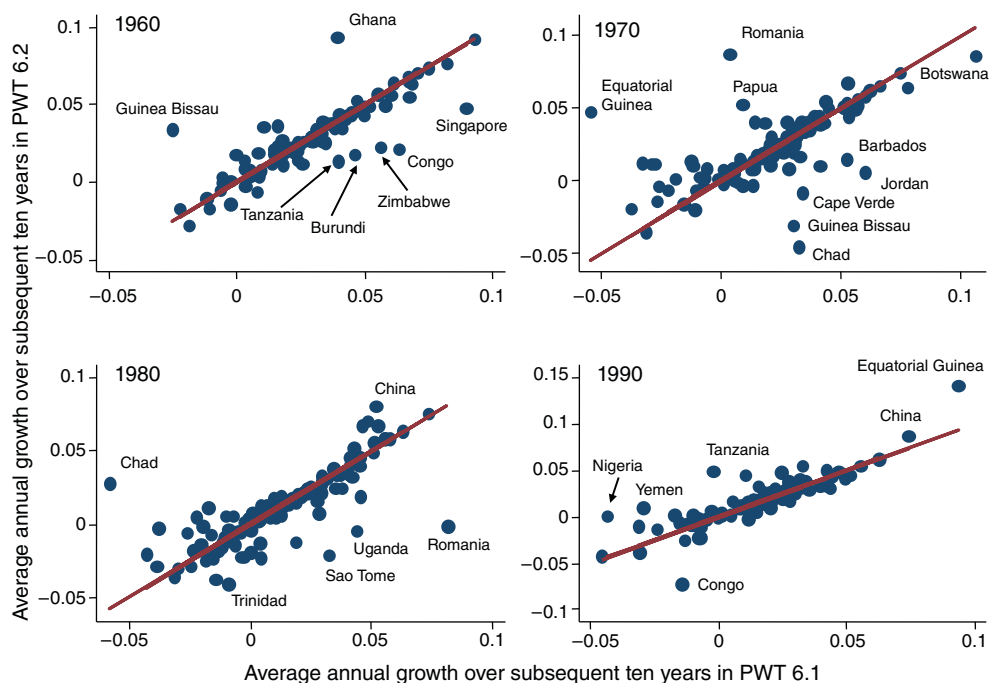 Average annual growth over subsequent ten years in PWT 6.2
1960
0.1
0.05
0
−0.05
−0.05
0
0.05
0.1
Ghana
Guinea Bissau
Singapore
Congo
Zimbabwe
Tanzania
Burundi
1970
0.1
0.05
0
−0.05
−0.05
0
0.05
0.1
Romania
Equatorial
Guinea
Papua
Botswana
Barbados
Jordan
Cape Verde
Guinea Bissau
Chad
1980
0.1
0.05
0
−0.05
−0.05
0
0.05
0.1
China
Chad
Uganda
Romania
Sao Tome
Trinidad
1990
0.15
0.1
0.05
0
−0.05
−0.1
−0.05
0
0.05
0.1
Equatorial Guinea
China
Tanzania
Nigeria
Yemen
Congo
Average annual growth over subsequent ten years in PWT 6.1